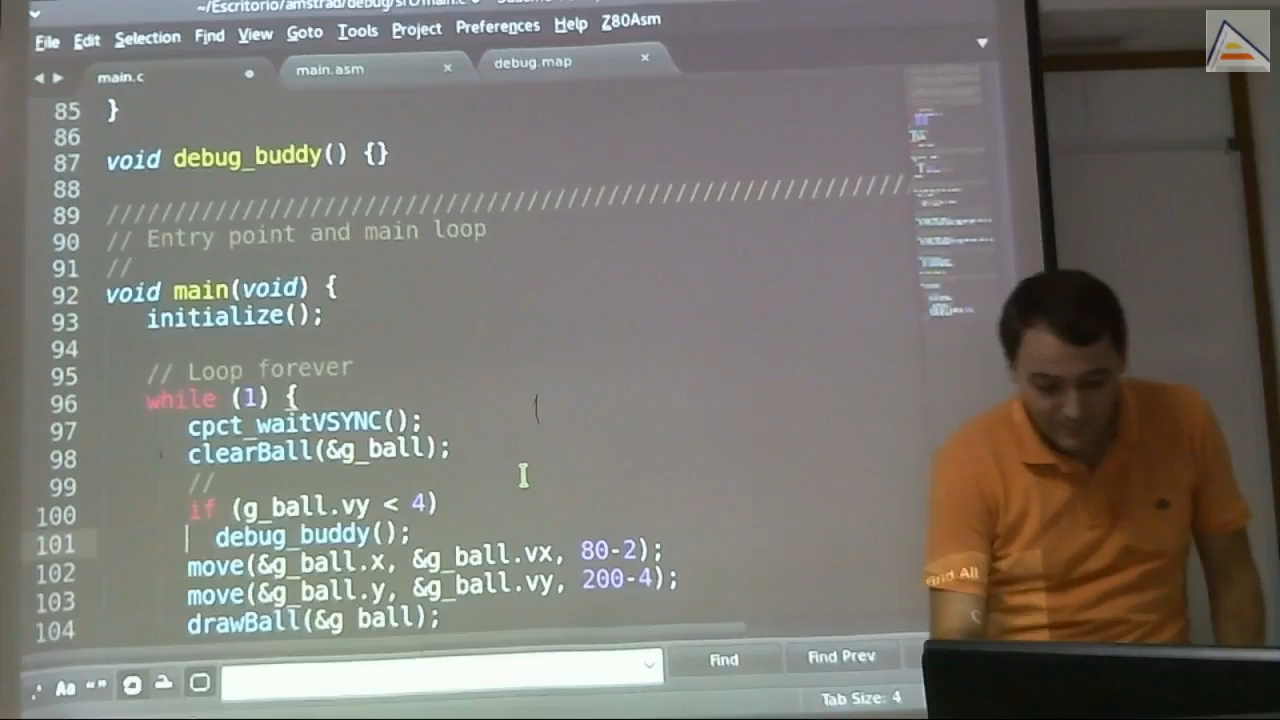 ~/Escritorio/amstrad/debug/src/main.c
File Edit Selection Find View Goto Tools Project Preferences Help Z80Asm
main.c main.asm × debug.map ×
85 }
86
87 void debug_buddy() {}
88
89 ////////////////////////////////////////////////////////////
90 // Entry point and main loop
91 //
92 void main(void) {
93 initialize();
94
95 // Loop forever
96 while (1) {
97 cpct_waitVSYNC();
98 clearBall(&g_ball);
99 //
100 if (g_ball.vy < 4)
101 debug_buddy();
102 move(&g_ball.x, &g_ball.vx, 80-2);
103 move(&g_ball.y, &g_ball.vy, 200-4);
104 drawBall(&g_ball);
.* Aa “” Find Find Prev Find All
Tab Size: 4